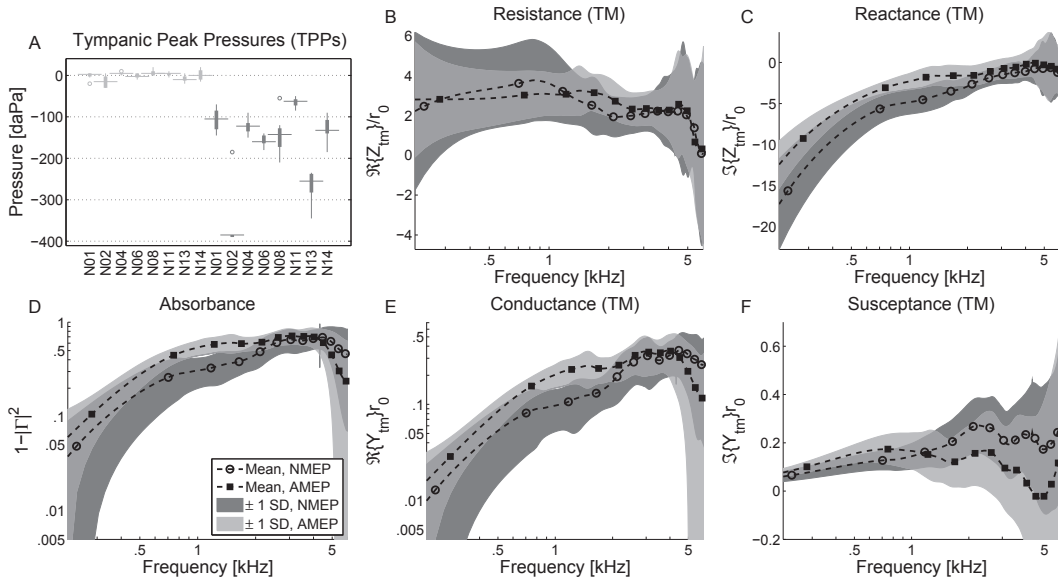 A
Tympanic Peak Pressures (TPPs)
Pressure [daPa]
0
−100
−200
−300
−400
N01
N02
N04
N06
N08
N11
N13
N14
N01
N02
N04
N06
N08
N11
N13
N14
B
Resistance (TM)
ℜ{Z_tm}/r_0
6
4
2
0
−2
−4
.5
1
5
Frequency [kHz]
C
Reactance (TM)
ℑ{Z_tm}/r_0
0
−5
−10
−15
−20
.5
1
5
Frequency [kHz]
D
Absorbance
1−|Γ|²
1
.5
.1
.05
.01
.005
.5
1
5
Frequency [kHz]
Mean, NMEP
Mean, AMEP
± 1 SD, NMEP
± 1 SD, AMEP
E
Conductance (TM)
ℜ{Y_tm}r_0
1
.5
.1
.05
.01
.005
.5
1
5
Frequency [kHz]
F
Susceptance (TM)
ℑ{Y_tm}r_0
0.6
0.4
0.2
0
−0.2
.5
1
5
Frequency [kHz]